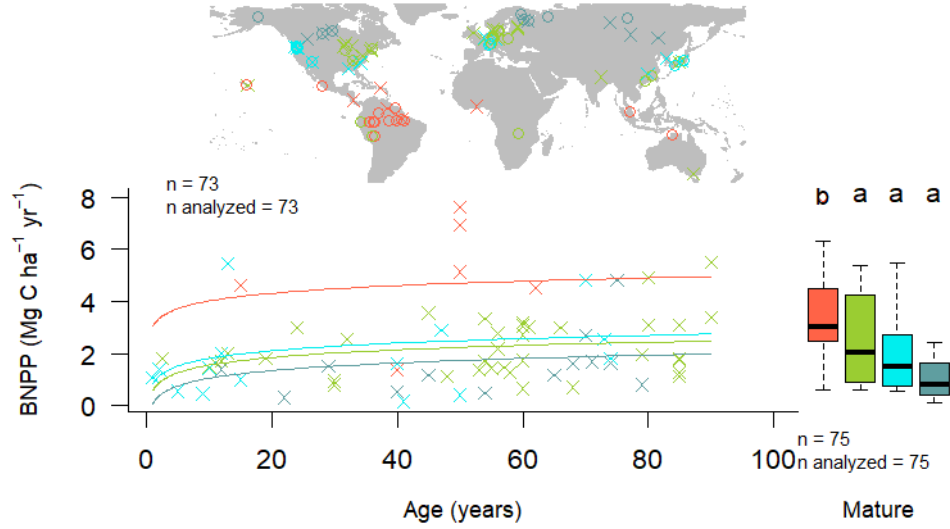 n = 73
n analyzed = 73
BNPP (Mg C ha⁻¹ yr⁻¹)
8
6
4
2
0
0 20 40 60 80 100
Age (years)
b a a a
n = 75
n analyzed = 75
Mature